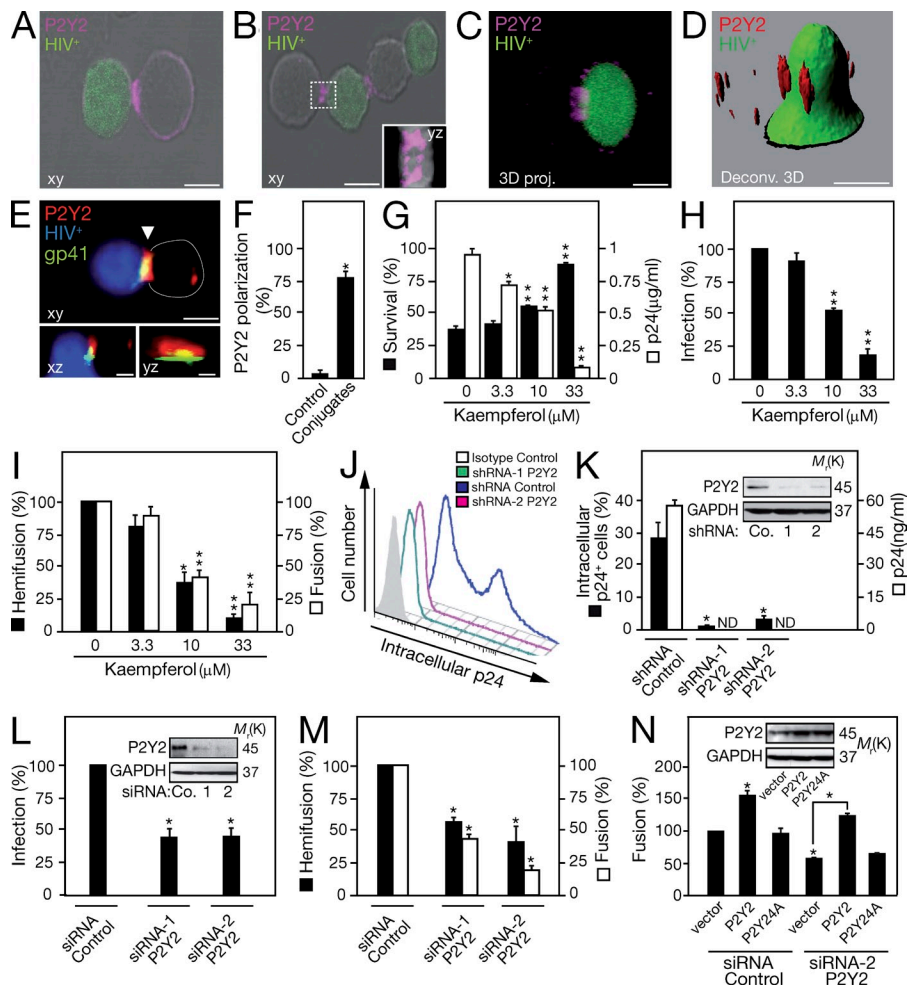 A
P2Y2
HIV+
xy
B
P2Y2
HIV+
xy
yz
C
P2Y2
HIV+
3D proj.
D
P2Y2
HIV+
Deconv. 3D
E
P2Y2
HIV+
gp41
xy
xz
yz
F
P2Y2 polarization
(%)
100
75
50
25
0
*
Control
Conjugates
G
Survival (%)
100
75
50
25
0
1
0.75
0.5
0.25
0
p24(μg/ml)
*
**
**
**
**
0 3.3 10 33
Kaempferol (μM)
H
Infection (%)
100
75
50
25
0
**
**
0 3.3 10 33
Kaempferol (μM)
I
Hemifusion (%)
100
75
50
25
0
100
75
50
25
0
Fusion (%)
*
**
**
**
0 3.3 10 33
Kaempferol (μM)
J
Isotype Control
shRNA-1 P2Y2
shRNA Control
shRNA-2 P2Y2
Cell number
Intracellular p24
K
Mr(K)
P2Y2 45
GAPDH 37
shRNA: Co. 1 2
Intracellular
p24+ cells (%)
40
30
20
10
0
60
45
30
15
0
p24(ng/ml)
* ND
* ND
shRNA
Control
shRNA-1
P2Y2
shRNA-2
P2Y2
L
Mr(K)
P2Y2 45
GAPDH 37
siRNA:Co. 1 2
Infection (%)
100
75
50
25
0
*
*
siRNA
Control
siRNA-1
P2Y2
siRNA-2
P2Y2
M
Hemifusion (%)
100
75
50
25
0
100
75
50
25
0
Fusion (%)
*
*
*
*
siRNA
Control
siRNA-1
P2Y2
siRNA-2
P2Y2
N
P2Y2 45
Mr(K)
GAPDH 37
vector
P2Y2
P2Y24A
Fusion (%)
200
150
100
50
0
*
*
*
vector
P2Y2
P2Y24A
vector
P2Y2
P2Y24A
siRNA
Control
siRNA-2
P2Y2